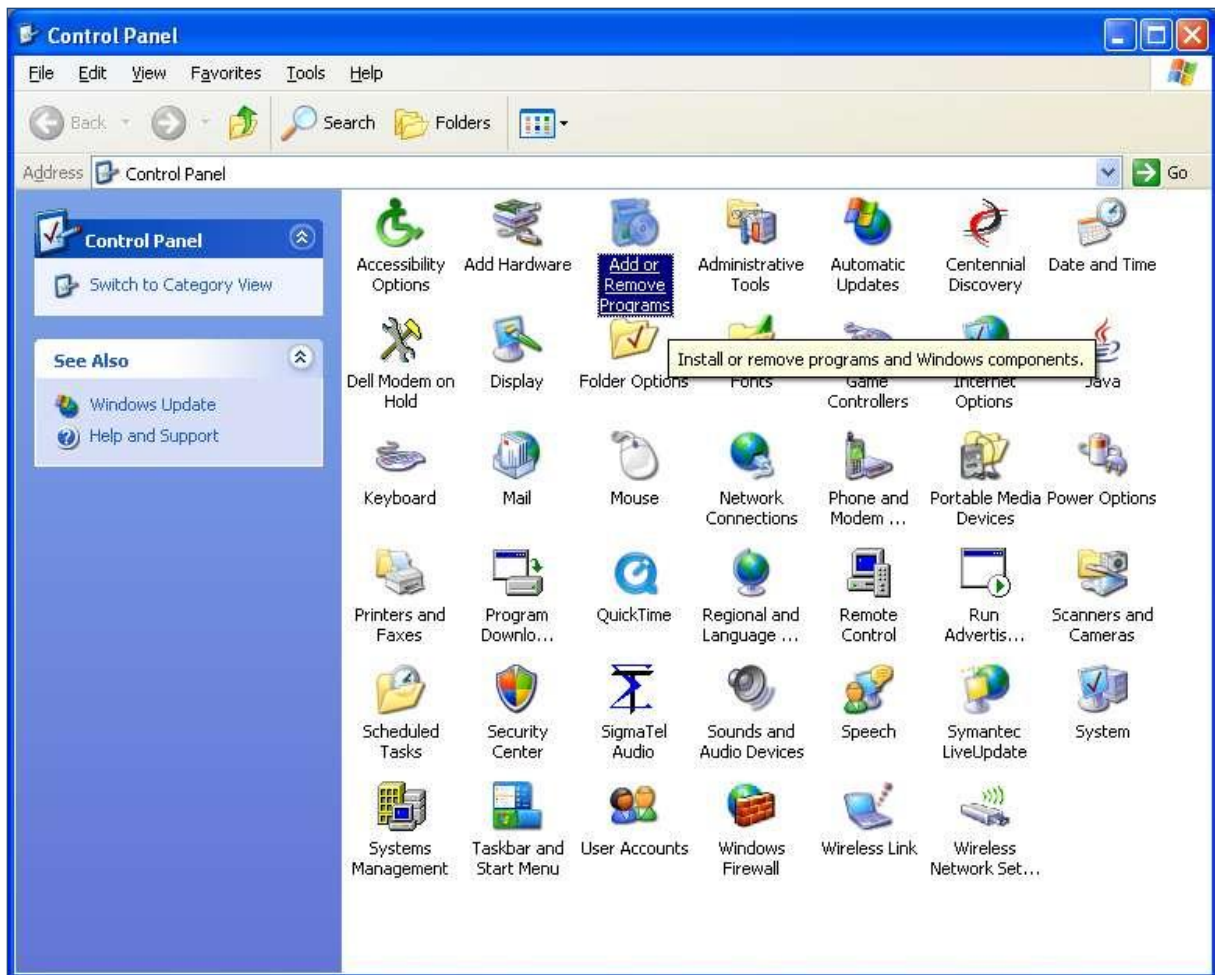 Control Panel
File Edit View Favorites Tools Help
Back Search Folders
Address Control Panel Go
Control Panel
Switch to Category View
See Also
Windows Update
Help and Support
Accessibility Options
Add Hardware
Add or Remove Programs
Administrative Tools
Automatic Updates
Centennial Discovery
Date and Time
Install or remove programs and Windows components.
Dell Modem on Hold
Display
Folder Options
Fonts
Game Controllers
Internet Options
Java
Keyboard
Mail
Mouse
Network Connections
Phone and Modem ...
Portable Media Devices
Power Options
Printers and Faxes
Program Downlo...
QuickTime
Regional and Language ...
Remote Control
Run Advertis...
Scanners and Cameras
Scheduled Tasks
Security Center
SigmaTel Audio
Sounds and Audio Devices
Speech
Symantec LiveUpdate
System
Systems Management
Taskbar and Start Menu
User Accounts
Windows Firewall
Wireless Link
Wireless Network Set...